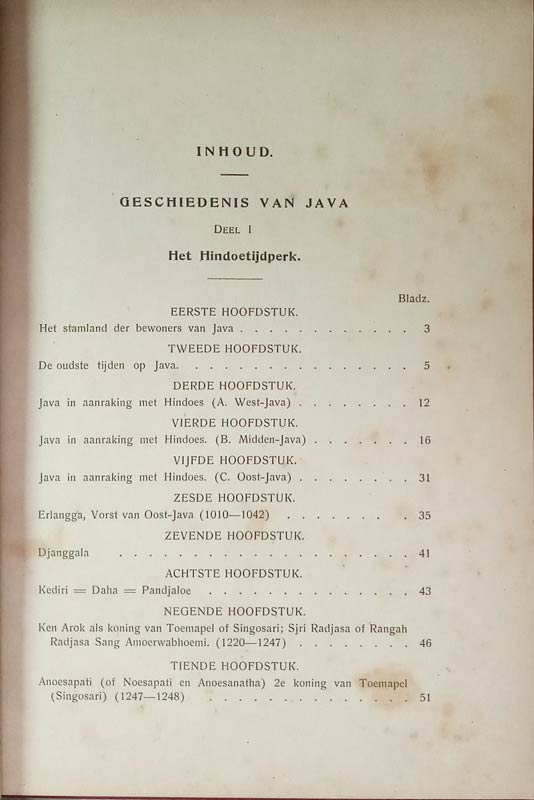 INHOUD.
GESCHIEDENIS VAN JAVA
DEEL I
Het Hindoetijdperk.
Bladz.
EERSTE HOOFDSTUK.
Het stamland der bewoners van Java . . . . . . . . . . . . 3
TWEEDE HOOFDSTUK.
De oudste tijden op Java. . . . . . . . . . . . . . . . 5
DERDE HOOFDSTUK.
Java in aanraking met Hindoes (A. West-Java) . . . . . . . . 12
VIERDE HOOFDSTUK.
Java in aanraking met Hindoes. (B. Midden-Java) . . . . . . . 16
VIJFDE HOOFDSTUK.
Java in aanraking met Hindoes. (C. Oost-Java) . . . . . . . . 31
ZESDE HOOFDSTUK.
Erlangga, Vorst van Oost-Java (1010—1042) . . . . . . . . 35
ZEVENDE HOOFDSTUK.
Djanggala . . . . . . . . . . . . . . . . . . . 41
ACHTSTE HOOFDSTUK.
Kediri = Daha = Pandjaloe . . . . . . . . . . . . . 43
NEGENDE HOOFDSTUK.
Ken Arok als koning van Toemapel of Singosari; Sjri Radjasa of Rangah
Radjasa Sang Amoerwabhoemi. (1220—1247) . . . . . . . . 46
TIENDE HOOFDSTUK.
Anoesapati (of Noesapati en Anoesanatha) 2e koning van Toemapel
(Singosari) (1247—1248) . . . . . . . . . . . . . 51